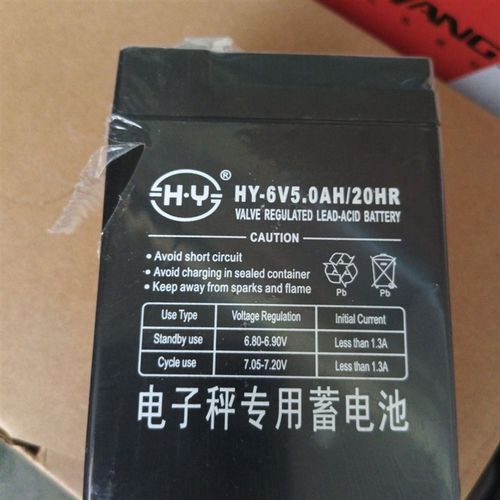 YANG
H·Y®
HY-6V5.0AH/20HR
VALVE REGULATED LEAD-ACID BATTERY
CAUTION
• Avoid short circuit
• Avoid charging in sealed container
• Keep away from sparks and flame
Pb Pb
Use Type Voltage Regulation Initial Current
Standby use 6.80-6.90V Less than 1.3A
Cycle use 7.05-7.20V Less than 1.3A
电子秤专用蓄电池